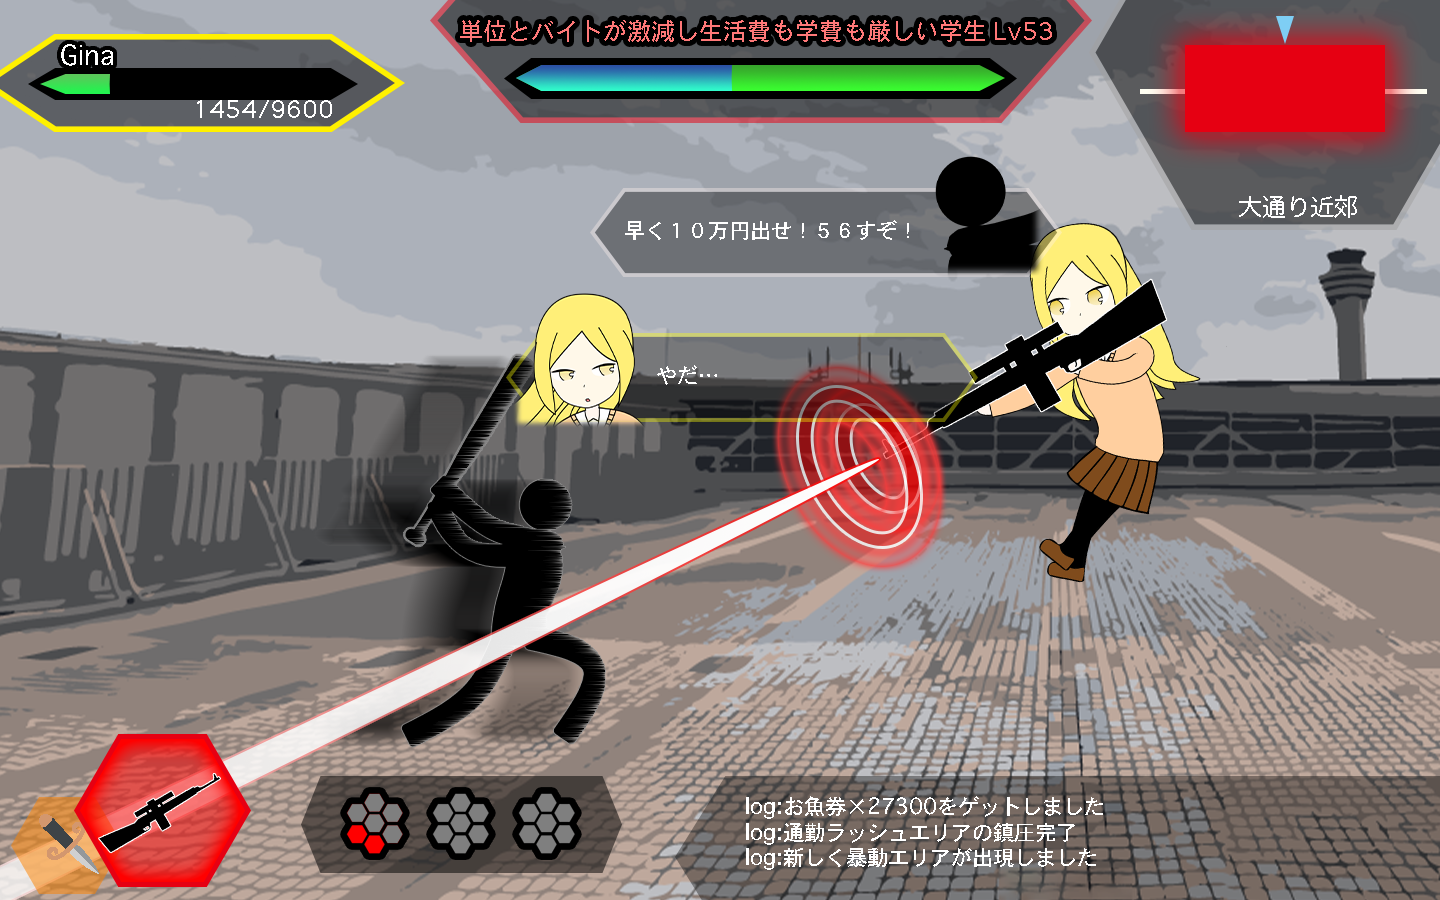 Gina
1454/9600
単位とバイトが激減し生活費も学費も厳しい学生 Lv53
大通り近郊
早く１０万円出せ！５６すぞ！
やだ…
log:お魚券×27300をゲットしました
log:通勤ラッシュエリアの鎮圧完了
log:新しく暴動エリアが出現しました